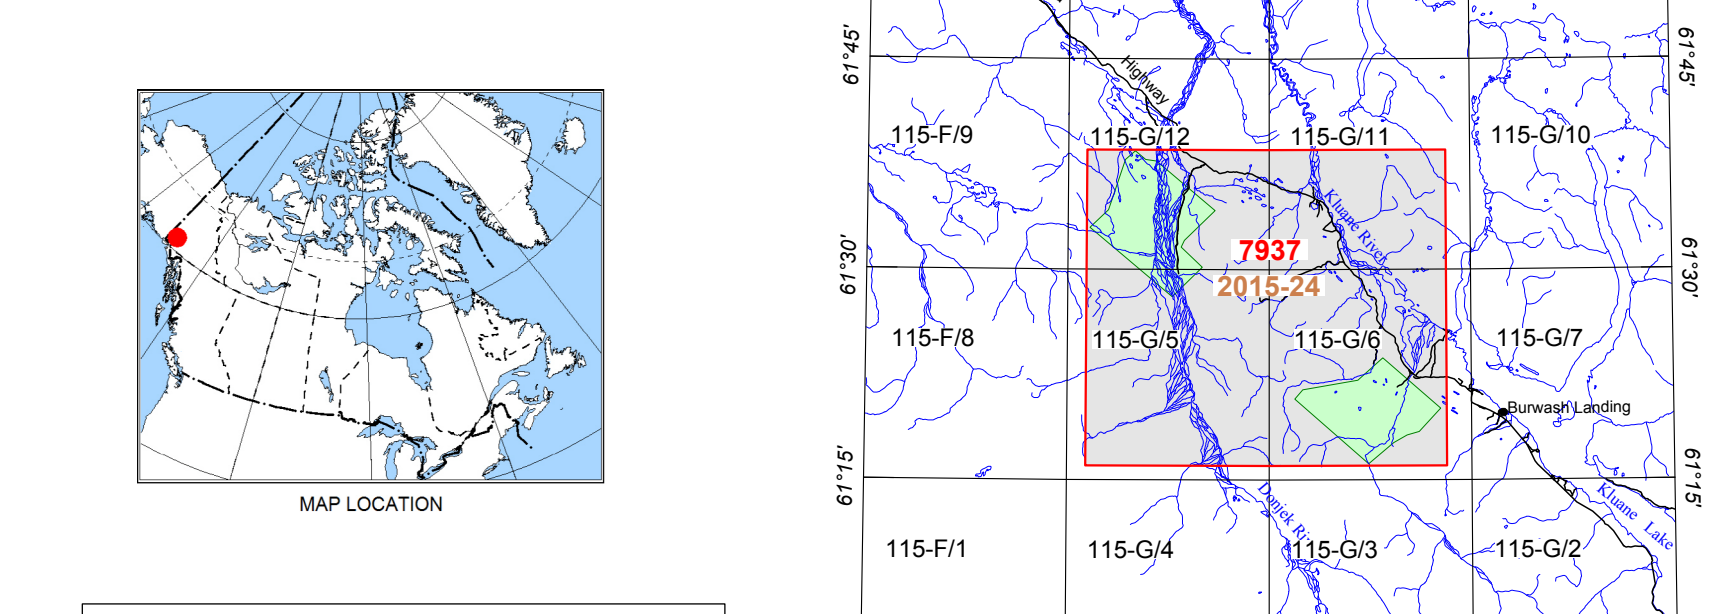 61°45'
61°45'
Highway
115-F/9
115-G/12
115-G/11
115-G/10
Kluane River
7937
61°30'
61°30'
2015-24
115-F/8
115-G/5
115-G/6
115-G/7
Burwash Landing
61°15'
61°15'
MAP LOCATION
Kluane Lake
Donjek Riv
115-F/1
115-G/4
115-G/3
115-G/2